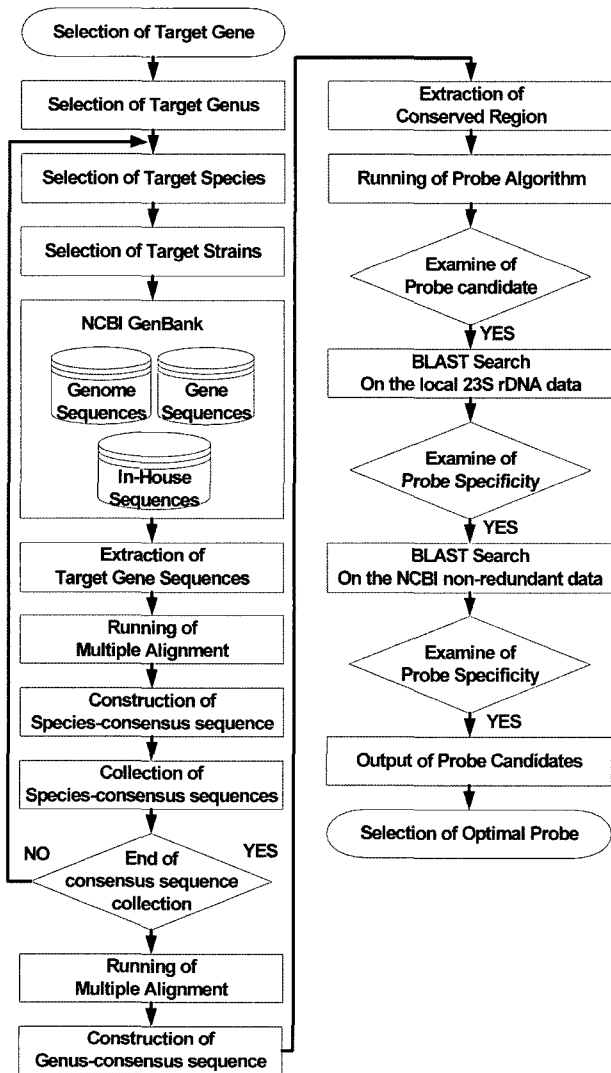 Selection of Target Gene
Selection of Target Genus
Selection of Target Species
Selection of Target Strains
NCBI GenBank
Genome
Sequences
Gene
Sequences
In-House
Sequences
Extraction of
Target Gene Sequences
Running of
Multiple Alignment
Construction of
Species-consensus sequence
Collection of
Species-consensus sequences
NO
YES
End of
consensus sequence
collection
Running of
Multiple Alignment
Construction of
Genus-consensus sequence
Extraction of
Conserved Region
Running of Probe Algorithm
Examine of
Probe candidate
YES
BLAST Search
On the local 23S rDNA data
Examine of
Probe Specificity
YES
BLAST Search
On the NCBI non-redundant data
Examine of
Probe Specificity
YES
Output of Probe Candidates
Selection of Optimal Probe